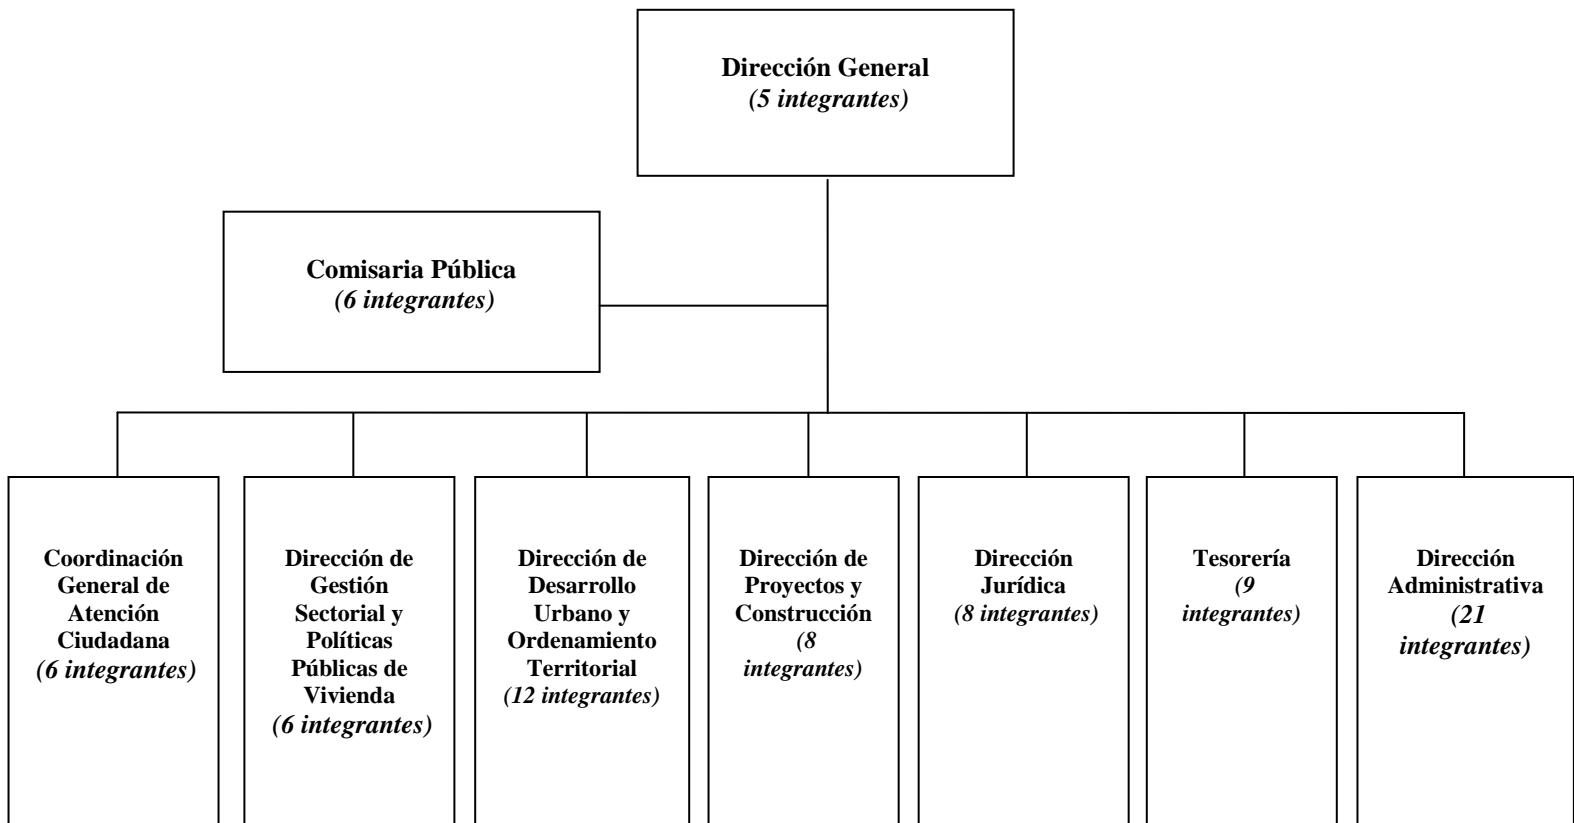 Dirección General
(5 integrantes)
Comisaria Pública
(6 integrantes)
Coordinación
General de
Atención
Ciudadana
(6 integrantes)
Dirección de
Gestión
Sectorial y
Políticas
Públicas de
Vivienda
(6 integrantes)
Dirección de
Desarrollo
Urbano y
Ordenamiento
Territorial
(12 integrantes)
Dirección de
Proyectos y
Construcción
(8
integrantes)
Dirección
Jurídica
(8 integrantes)
Tesorería
(9
integrantes)
Dirección
Administrativa
(21
integrantes)